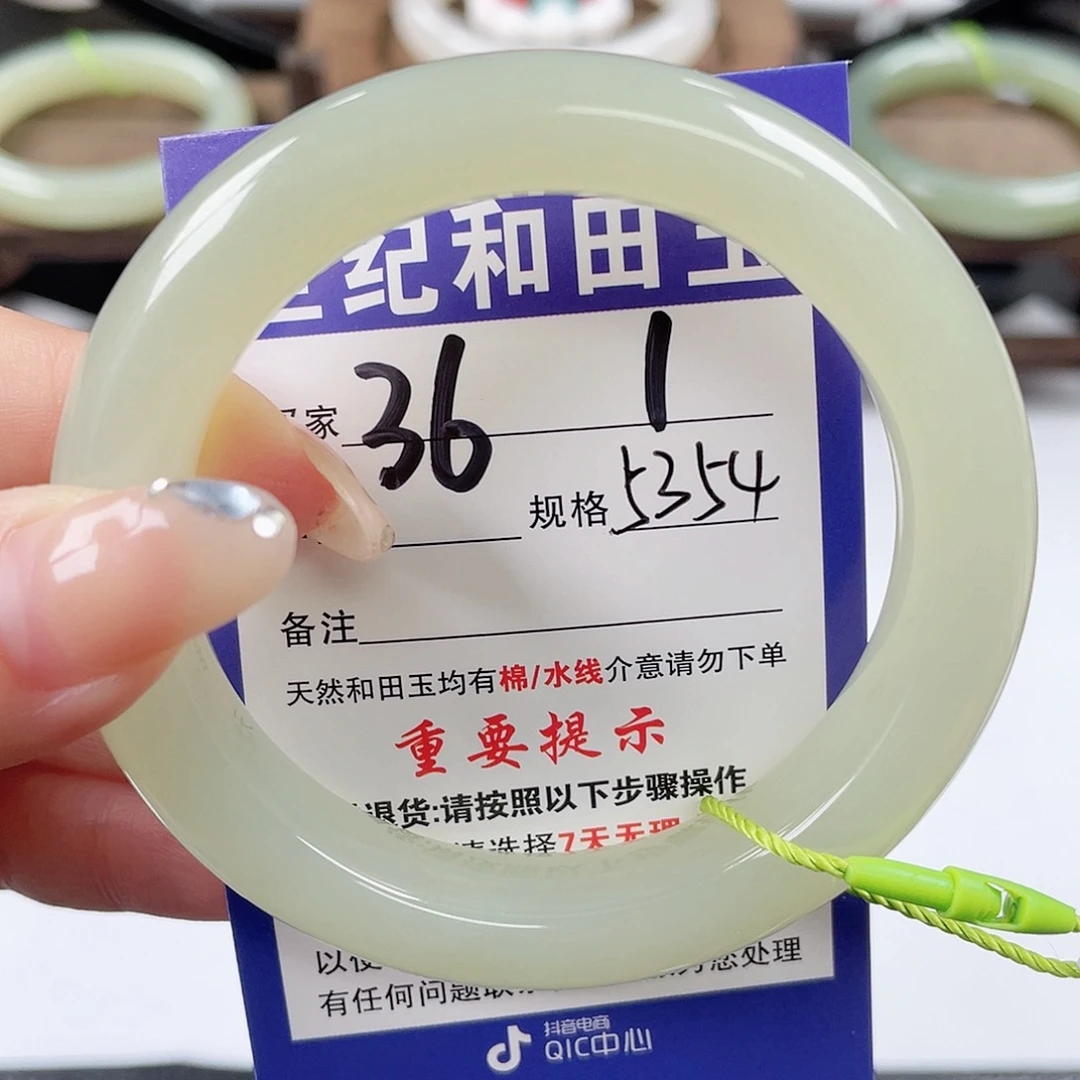 纪和田玉
家 36 1
规格 5354
备注
天然和田玉均有棉/水线介意请勿下单
重要提示
退货:请按照以下步骤操作
请选择7天无理
以便
您处理
有任何问题联
抖音电商
QIC中心